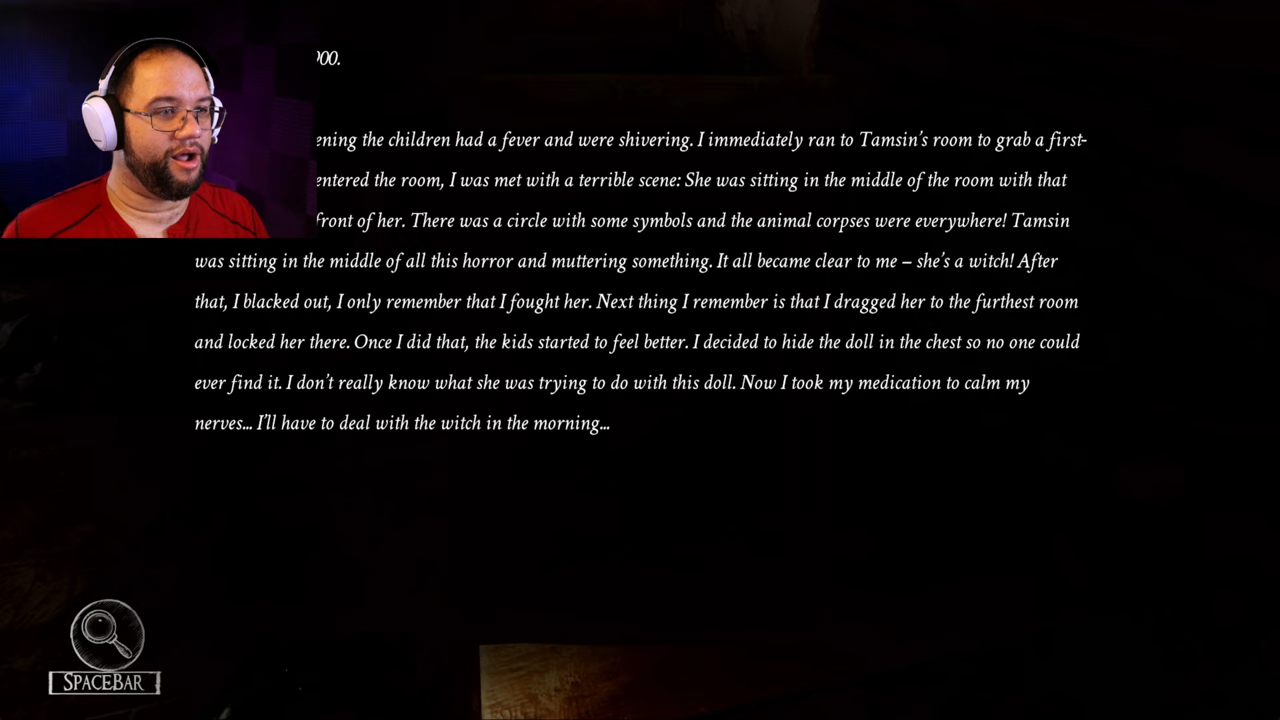 00.
ening the children had a fever and were shivering. I immediately ran to Tamsin's room to grab a first-
entered the room, I was met with a terrible scene: She was sitting in the middle of the room with that
front of her. There was a circle with some symbols and the animal corpses were everywhere! Tamsin
was sitting in the middle of all this horror and muttering something. It all became clear to me – she's a witch! After
that, I blacked out, I only remember that I fought her. Next thing I remember is that I dragged her to the furthest room
and locked her there. Once I did that, the kids started to feel better. I decided to hide the doll in the chest so no one could
ever find it. I don't really know what she was trying to do with this doll. Now I took my medication to calm my
nerves... I'll have to deal with the witch in the morning...
SPACEBAR